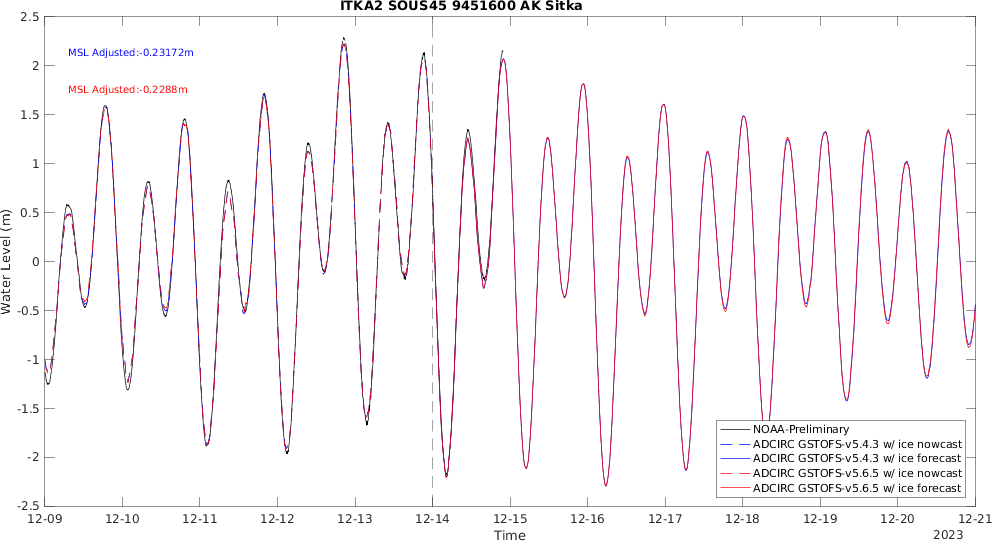 ITKA2 SOUS45 9451600 AK Sitka
MSL Adjusted:-0.23172m
MSL Adjusted:-0.2288m
Water Level (m)
2.5
2
1.5
1
0.5
0
-0.5
-1
-1.5
-2
-2.5
NOAA-Preliminary
ADCIRC GSTOFS-v5.4.3 w/ ice nowcast
ADCIRC GSTOFS-v5.4.3 w/ ice forecast
ADCIRC GSTOFS-v5.6.5 w/ ice nowcast
ADCIRC GSTOFS-v5.6.5 w/ ice forecast
12-09 12-10 12-11 12-12 12-13 12-14 12-15 12-16 12-17 12-18 12-19 12-20 12-21
Time
2023